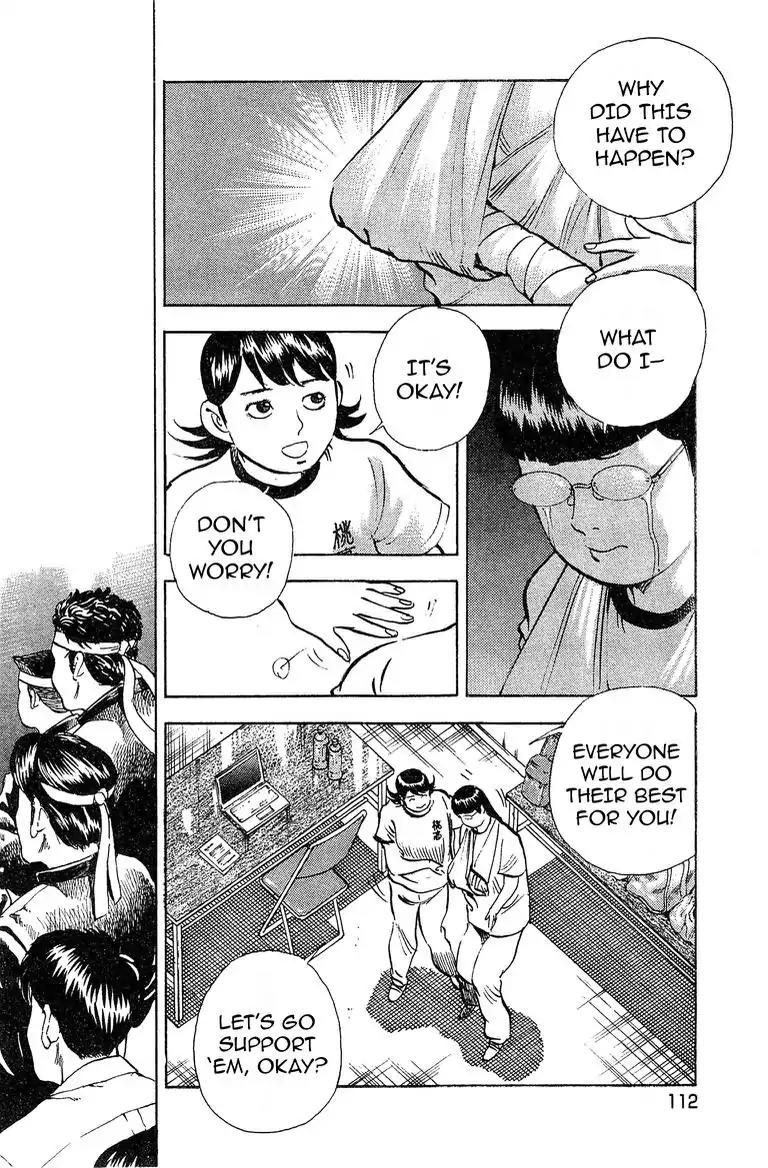 WHY
DID THIS
HAVE TO
HAPPEN?
WHAT
DO I–
IT'S
OKAY!
DON'T
YOU
WORRY!
EVERYONE
WILL DO
THEIR BEST
FOR YOU!
LET'S GO
SUPPORT
'EM, OKAY?
112